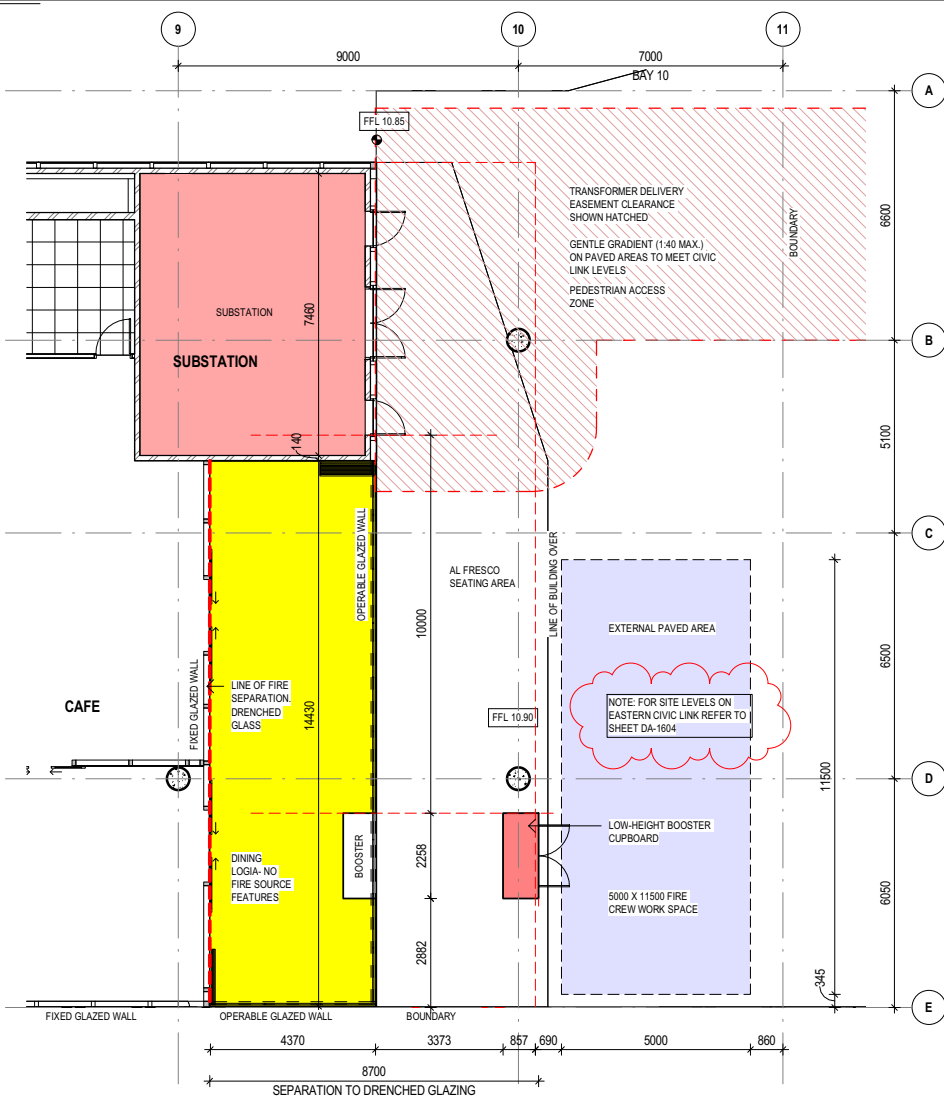 9
10
11
9000
7000
BAY 10
A
FFL 10.85
TRANSFORMER DELIVERY
EASEMENT CLEARANCE
SHOWN HATCHED
GENTLE GRADIENT (1:40 MAX.)
ON PAVED AREAS TO MEET CIVIC
LINK LEVELS
PEDESTRIAN ACCESS
ZONE
BOUNDARY
6600
SUBSTATION
7460
SUBSTATION
B
140
5100
OPERABLE GLAZED WALL
C
AL FRESCO
SEATING AREA
LINE OF BUILDING OVER
10000
EXTERNAL PAVED AREA
6500
FIXED GLAZED WALL
LINE OF FIRE
SEPARATION.
DRENCHED
GLASS
CAFE
14430
FFL 10.90
NOTE: FOR SITE LEVELS ON
EASTERN CIVIC LINK REFER TO
SHEET DA-1604
11500
D
LOW-HEIGHT BOOSTER
CUPBOARD
DINING
LOGIA- NO
FIRE SOURCE
FEATURES
BOOSTER
2258
5000 X 11500 FIRE
CREW WORK SPACE
6050
2882
345
E
FIXED GLAZED WALL
OPERABLE GLAZED WALL
BOUNDARY
4370
3373
857
690
5000
860
8700
SEPARATION TO DRENCHED GLAZING